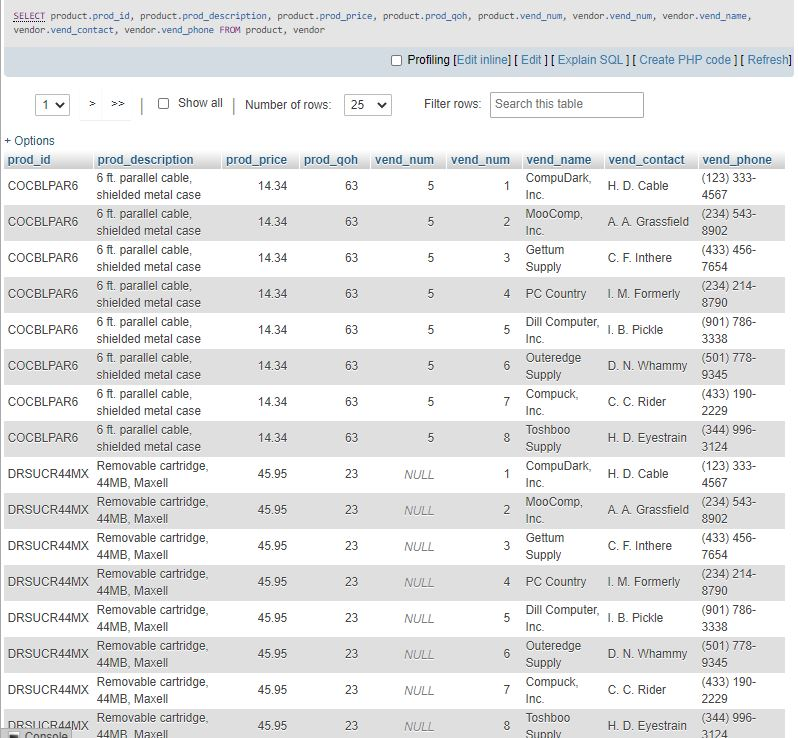 SELECT product.prod_id, product.prod_description, product.prod_price, product.prod_qoh, product.vend_num, vendor.vend_num, vendor.vend_name,
vendor.vend_contact, vendor.vend_phone FROM product, vendor
Profiling [Edit inline] [ Edit ] [ Explain SQL ] [ Create PHP code ] [ Refresh]
1 > >> | Show all | Number of rows: 25 Filter rows: Search this table
+ Options
prod_id prod_description prod_price prod_qoh vend_num vend_num vend_name vend_contact vend_phone
COCBLPAR6 6 ft. parallel cable, shielded metal case 14.34 63 5 1 CompuDark, Inc. H. D. Cable (123) 333-4567
COCBLPAR6 6 ft. parallel cable, shielded metal case 14.34 63 5 2 MooComp, Inc. A. A. Grassfield (234) 543-8902
COCBLPAR6 6 ft. parallel cable, shielded metal case 14.34 63 5 3 Gettum Supply C. F. Inthere (433) 456-7654
COCBLPAR6 6 ft. parallel cable, shielded metal case 14.34 63 5 4 PC Country I. M. Formerly (234) 214-8790
COCBLPAR6 6 ft. parallel cable, shielded metal case 14.34 63 5 5 Dill Computer, Inc. I. B. Pickle (901) 786-3338
COCBLPAR6 6 ft. parallel cable, shielded metal case 14.34 63 5 6 Outeredge Supply D. N. Whammy (501) 778-9345
COCBLPAR6 6 ft. parallel cable, shielded metal case 14.34 63 5 7 Compuck, Inc. C. C. Rider (433) 190-2229
COCBLPAR6 6 ft. parallel cable, shielded metal case 14.34 63 5 8 Toshboo Supply H. D. Eyestrain (344) 996-3124
DRSUCR44MX Removable cartridge, 44MB, Maxell 45.95 23 NULL 1 CompuDark, Inc. H. D. Cable (123) 333-4567
DRSUCR44MX Removable cartridge, 44MB, Maxell 45.95 23 NULL 2 MooComp, Inc. A. A. Grassfield (234) 543-8902
DRSUCR44MX Removable cartridge, 44MB, Maxell 45.95 23 NULL 3 Gettum Supply C. F. Inthere (433) 456-7654
DRSUCR44MX Removable cartridge, 44MB, Maxell 45.95 23 NULL 4 PC Country I. M. Formerly (234) 214-8790
DRSUCR44MX Removable cartridge, 44MB, Maxell 45.95 23 NULL 5 Dill Computer, Inc. I. B. Pickle (901) 786-3338
DRSUCR44MX Removable cartridge, 44MB, Maxell 45.95 23 NULL 6 Outeredge Supply D. N. Whammy (501) 778-9345
DRSUCR44MX Removable cartridge, 44MB, Maxell 45.95 23 NULL 7 Compuck, Inc. C. C. Rider (433) 190-2229
DRSUCR44MX Removable cartridge, 44MB, Maxell 45.95 23 NULL 8 Toshboo Supply H. D. Eyestrain (344) 996-3124
Console